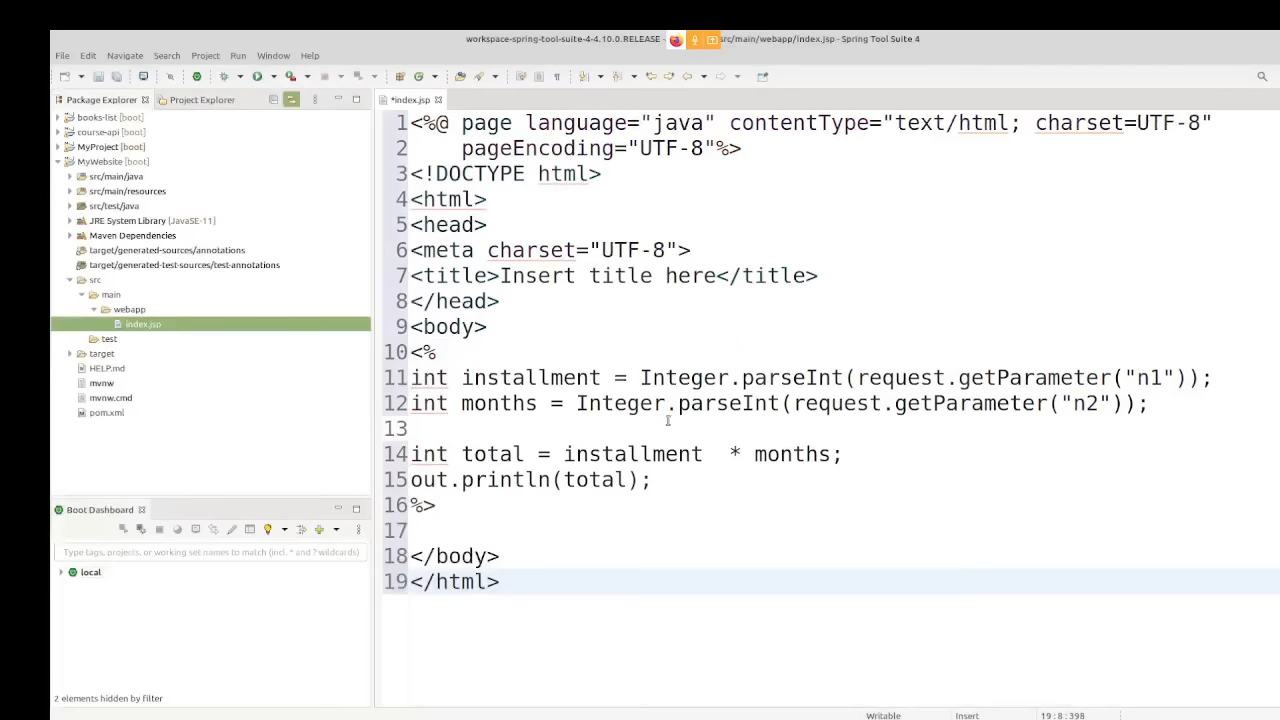 workspace-spring-tool-suite-4-4.10.0.RELEASE - src/main/webapp/index.jsp - Spring Tool Suite 4
File Edit Navigate Search Project Run Window Help
Package Explorer
Project Explorer
*index.jsp
books-list [boot]
course-api [boot]
MyProject [boot]
MyWebsite [boot]
src/main/java
src/main/resources
src/test/java
JRE System Library [JavaSE-11]
Maven Dependencies
target/generated-sources/annotations
target/generated-test-sources/test-annotations
src
main
webapp
index.jsp
test
target
HELP.md
mvnw
mvnw.cmd
pom.xml
1<%@ page language="java" contentType="text/html; charset=UTF-8"
2    pageEncoding="UTF-8"%>
3<!DOCTYPE html>
4<html>
5<head>
6<meta charset="UTF-8">
7<title>Insert title here</title>
8</head>
9<body>
10<%
11int installment = Integer.parseInt(request.getParameter("n1"));
12int months = Integer.parseInt(request.getParameter("n2"));
13
14int total = installment  * months;
15out.println(total);
16%>
17
18</body>
19</html>
Boot Dashboard
Type tags, projects, or working set names to match (incl. * and ? wildcards)
local
2 elements hidden by filter
Writable Insert 19:8:398